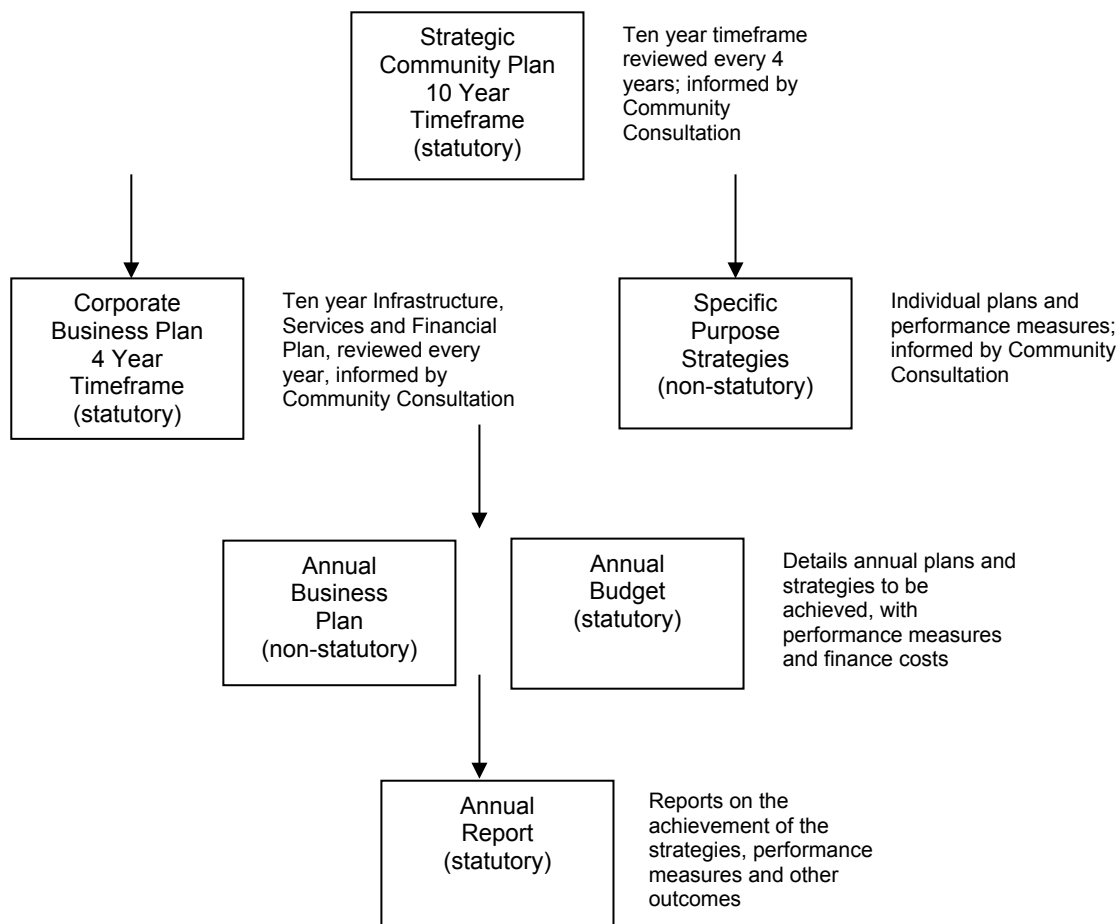 Strategic
Community Plan
10 Year
Timeframe
(statutory)
Ten year timeframe
reviewed every 4
years; informed by
Community
Consultation
Corporate
Business Plan
4 Year
Timeframe
(statutory)
Ten year Infrastructure,
Services and Financial
Plan, reviewed every
year, informed by
Community Consultation
Specific
Purpose
Strategies
(non-statutory)
Individual plans and
performance measures;
informed by Community
Consultation
Annual
Business
Plan
(non-statutory)
Annual
Budget
(statutory)
Details annual plans and
strategies to be
achieved, with
performance measures
and finance costs
Annual
Report
(statutory)
Reports on the
achievement of the
strategies, performance
measures and other
outcomes